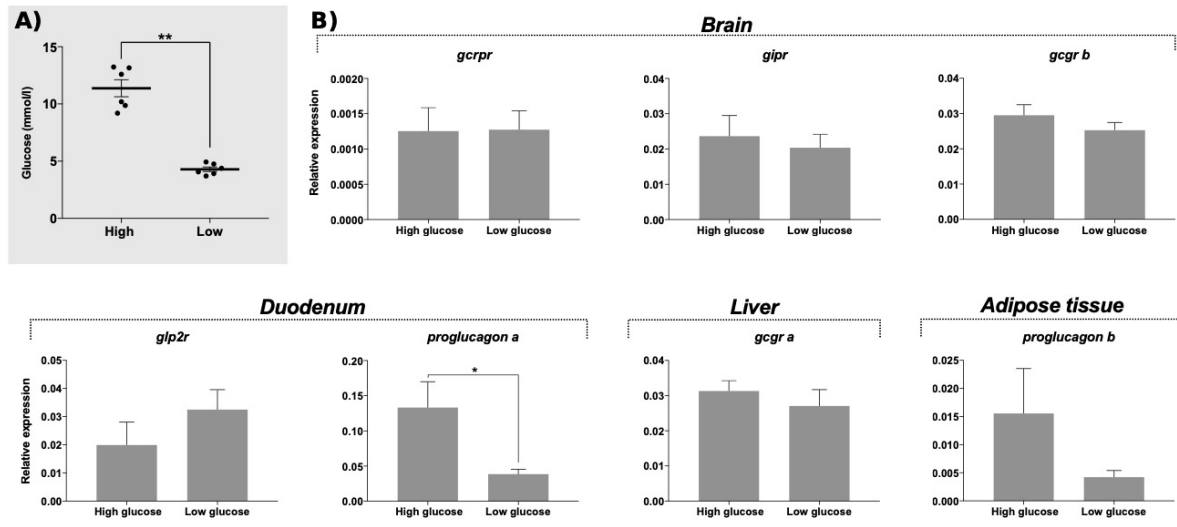 A)
Glucose (mmol/l)
15
10
5
0
**
High
Low
B)
Brain
gcrpr
Relative expression
0.0020
0.0015
0.0010
0.0005
0.0000
High glucose
Low glucose
gipr
0.04
0.03
0.02
0.01
0.00
High glucose
Low glucose
gcgr b
0.04
0.03
0.02
0.01
0.00
High glucose
Low glucose
Duodenum
glp2r
Relative expression
0.05
0.04
0.03
0.02
0.01
0.00
High glucose
Low glucose
proglucagon a
0.20
0.15
0.10
0.05
0.00
*
High glucose
Low glucose
Liver
gcgr a
0.04
0.03
0.02
0.01
0.00
High glucose
Low glucose
Adipose tissue
proglucagon b
0.025
0.020
0.015
0.010
0.005
0.000
High glucose
Low glucose